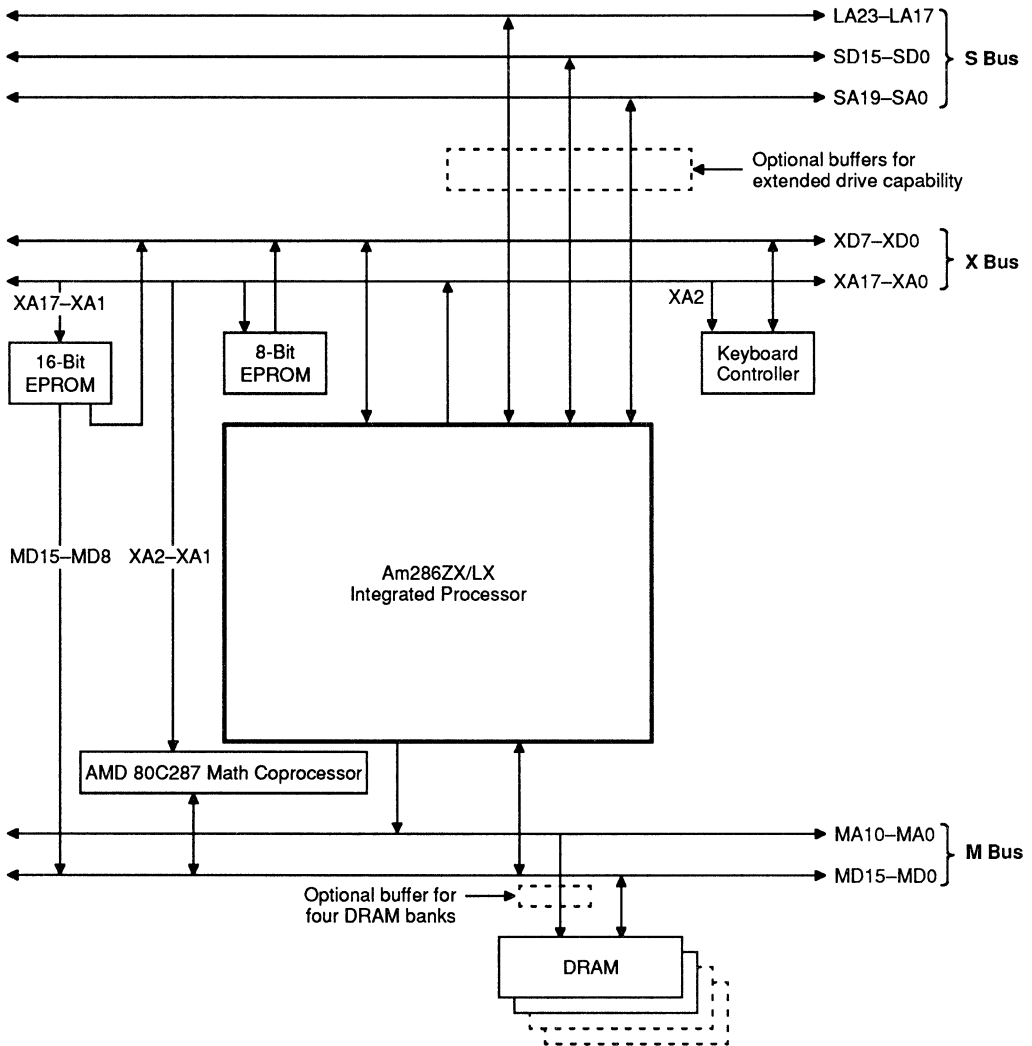 LA23–LA17
SD15–SD0
S Bus
SA19–SA0
Optional buffers for
extended drive capability
XD7–XD0
X Bus
XA17–XA0
XA17–XA1
XA2
16-Bit
EPROM
8-Bit
EPROM
Keyboard
Controller
MD15–MD8
XA2–XA1
Am286ZX/LX
Integrated Processor
AMD 80C287 Math Coprocessor
MA10–MA0
M Bus
MD15–MD0
Optional buffer for
four DRAM banks
DRAM